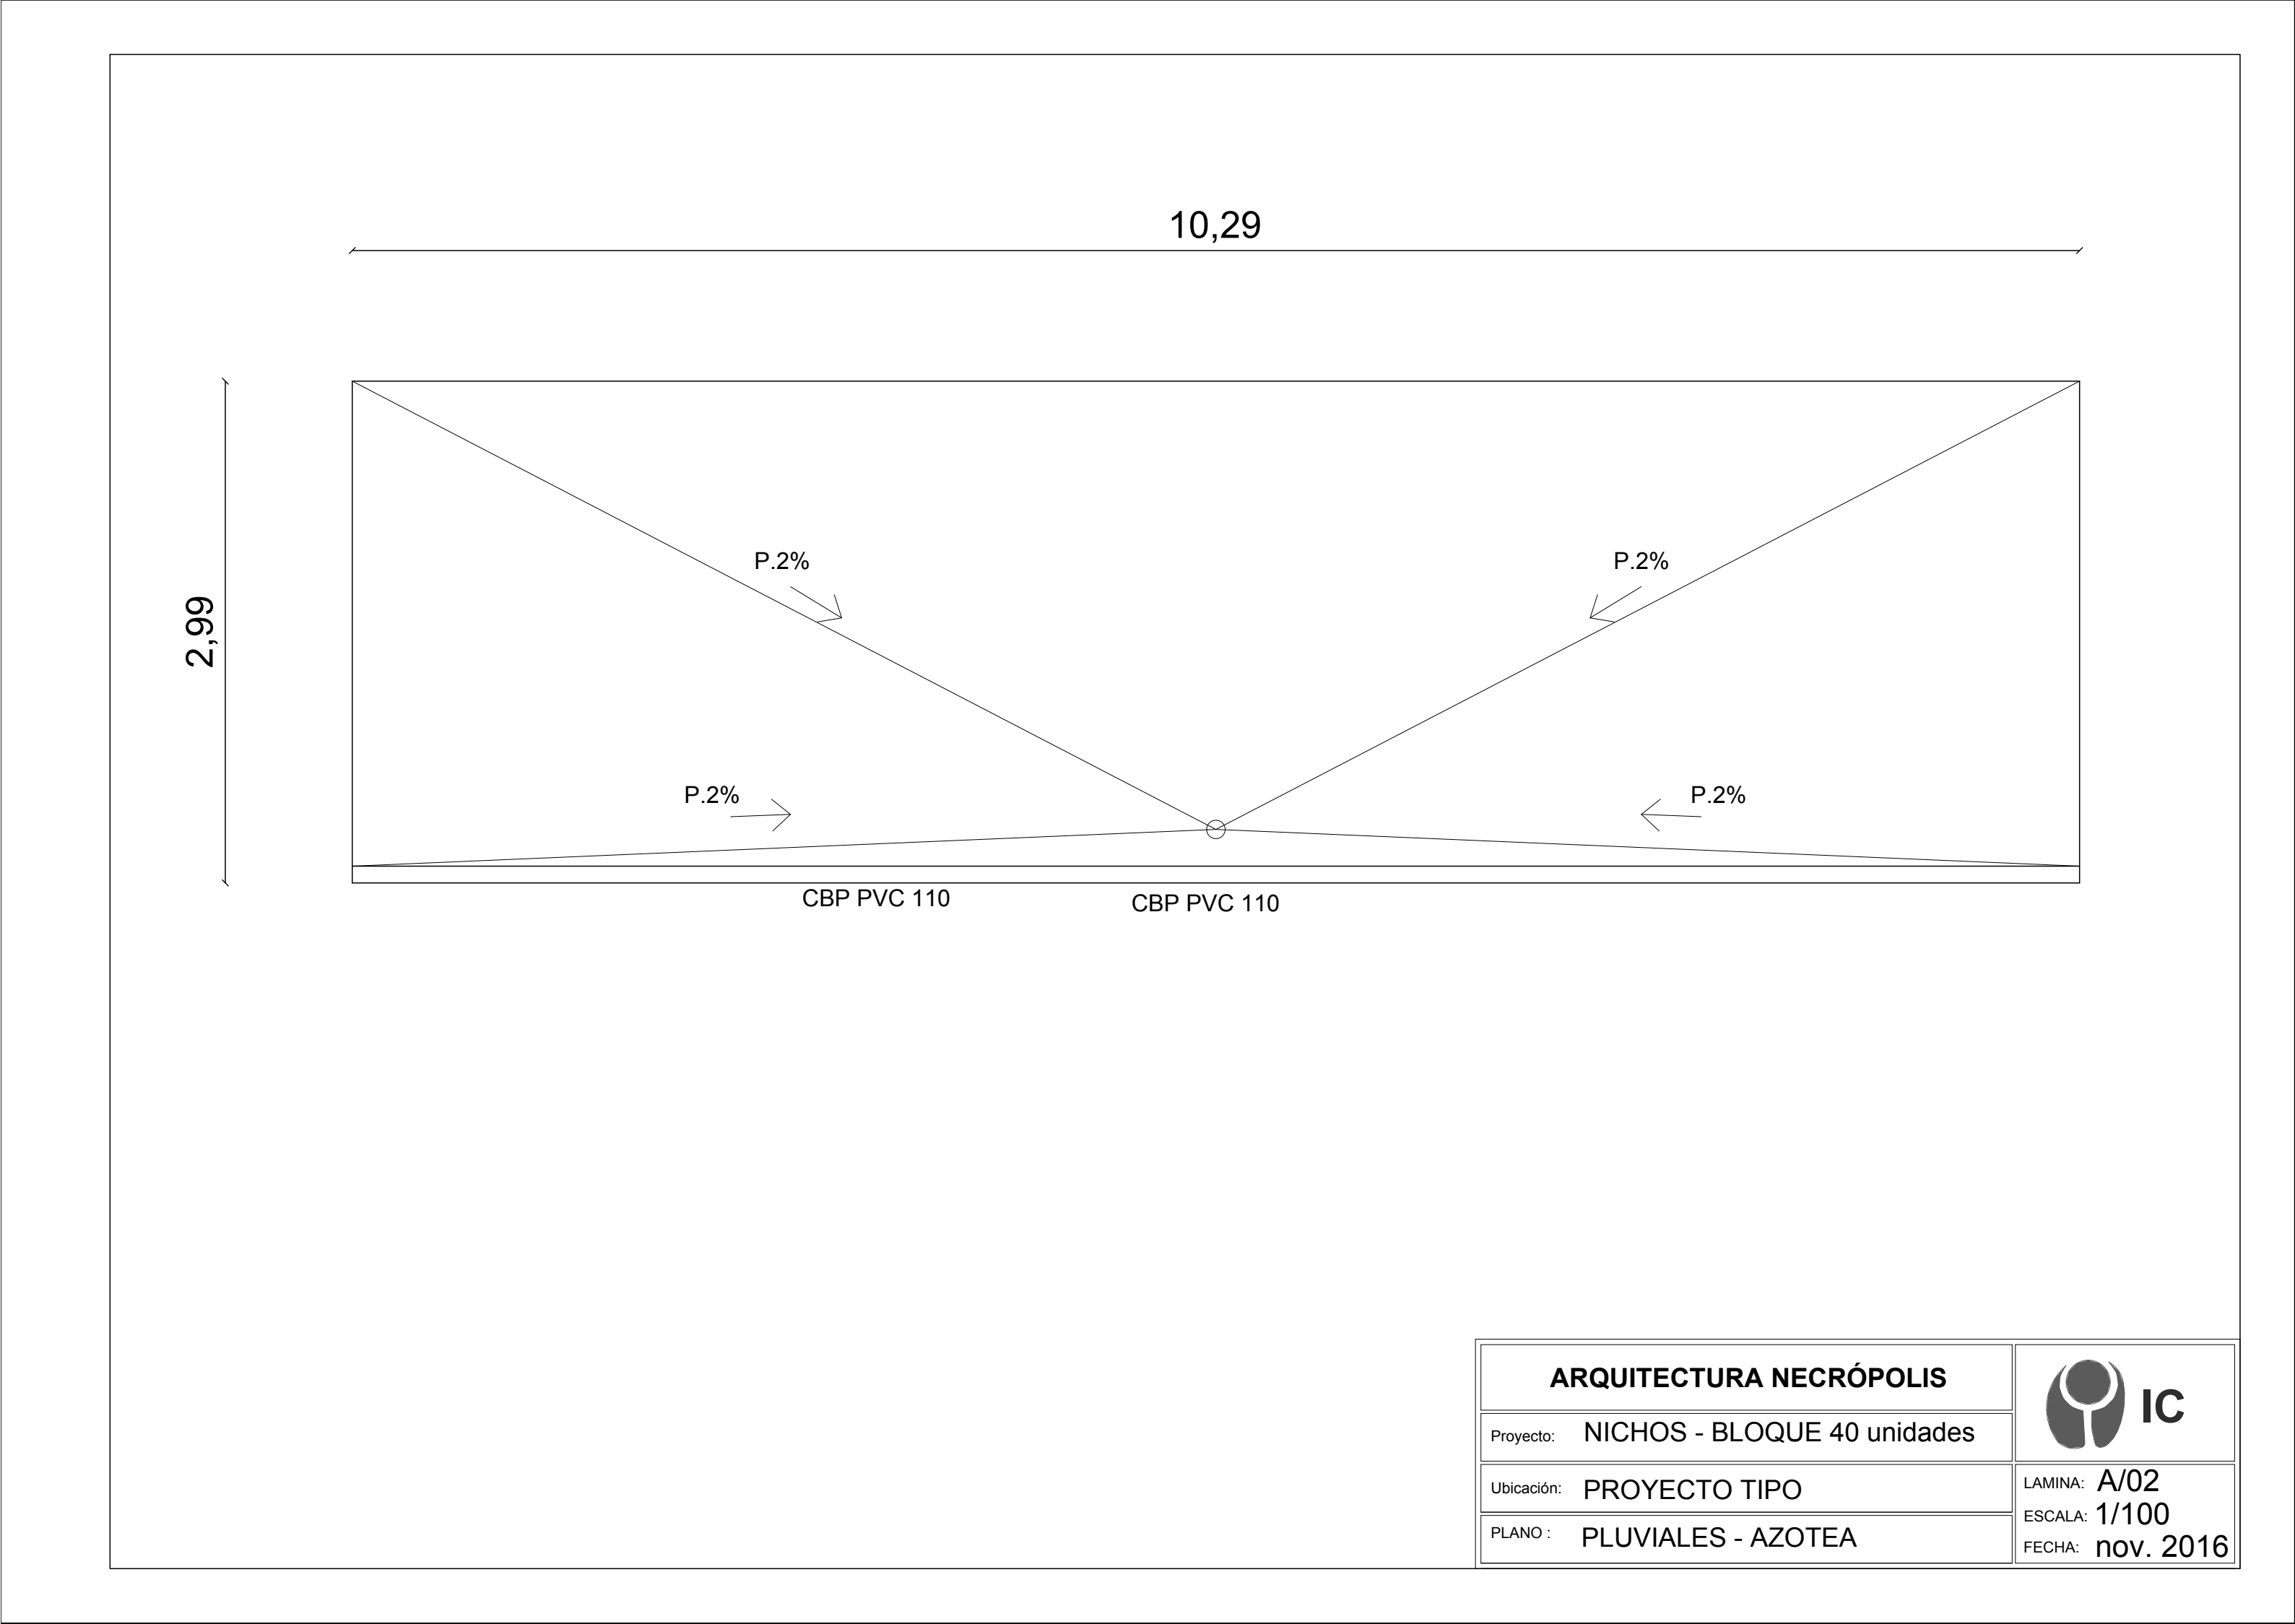 10,29
2,99
P.2%
P.2%
P.2%
P.2%
CBP PVC 110
CBP PVC 110
ARQUITECTURA NECRÓPOLIS
IC
Proyecto: NICHOS - BLOQUE 40 unidades
Ubicación: PROYECTO TIPO
PLANO : PLUVIALES - AZOTEA
LAMINA: A/02
ESCALA: 1/100
FECHA: nov. 2016